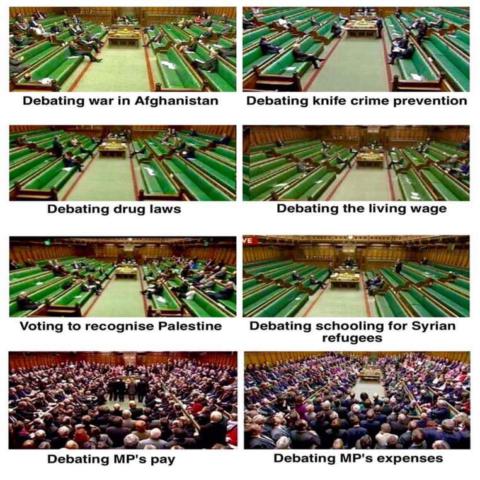 Debating war in Afghanistan
Debating knife crime prevention
Debating drug laws
Debating the living wage
Voting to recognise Palestine
VE
Debating schooling for Syrian
refugees
Debating MP's pay
Debating MP's expenses